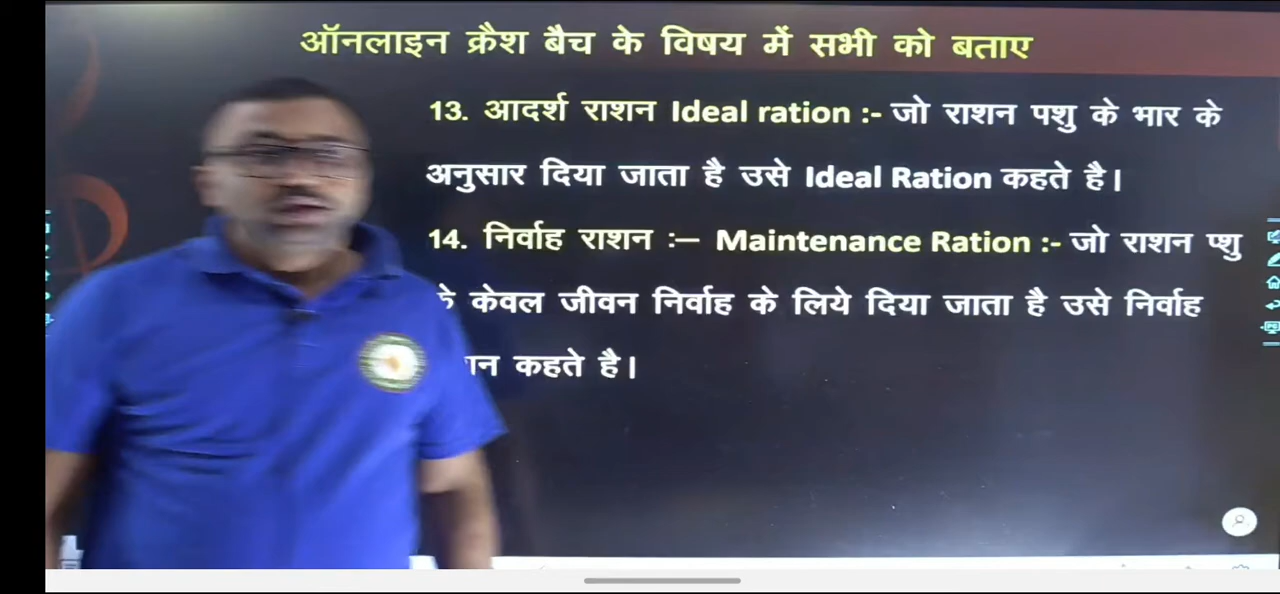 ऑनलाइन क्रैश बैच के विषय में सभी को बताए
13. आदर्श राशन Ideal ration :- जो राशन पशु के भार के
अनुसार दिया जाता है उसे Ideal Ration कहते है।
14. निर्वाह राशन :– Maintenance Ration :- जो राशन प्शु
के केवल जीवन निर्वाह के लिये दिया जाता है उसे निर्वाह
कहते है।